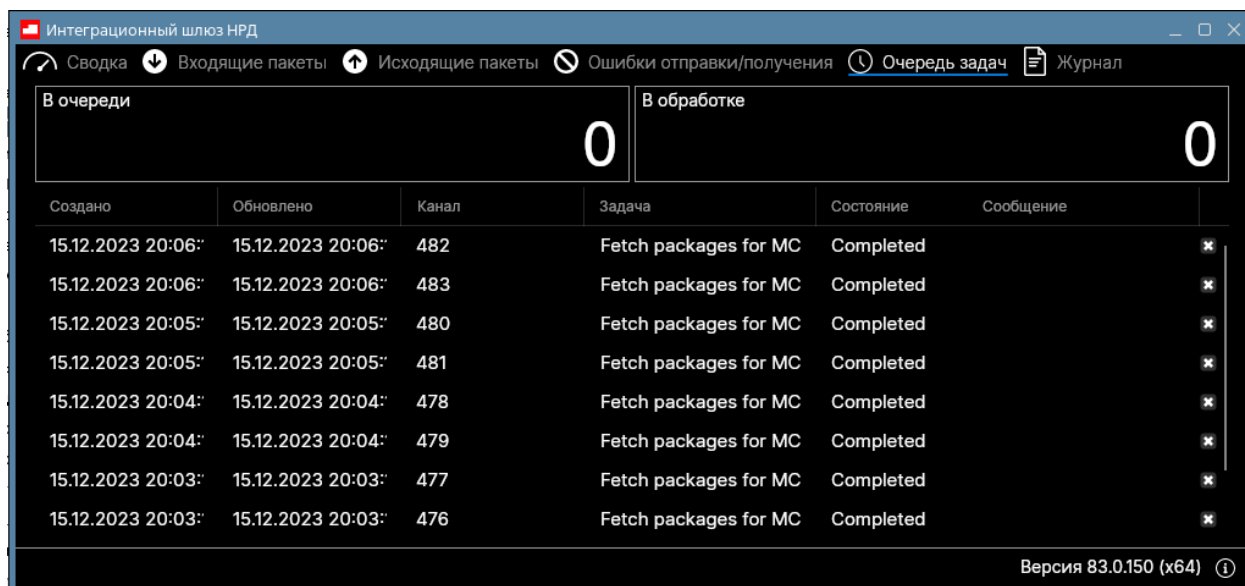 Интеграционный шлюз НРД
Сводка Входящие пакеты Исходящие пакеты Ошибки отправки/получения Очередь задач Журнал
В очереди В обработке
0 0
Создано Обновлено Канал Задача Состояние Сообщение
15.12.2023 20:06: 15.12.2023 20:06: 482 Fetch packages for MC Completed
15.12.2023 20:06: 15.12.2023 20:06: 483 Fetch packages for MC Completed
15.12.2023 20:05: 15.12.2023 20:05: 480 Fetch packages for MC Completed
15.12.2023 20:05: 15.12.2023 20:05: 481 Fetch packages for MC Completed
15.12.2023 20:04: 15.12.2023 20:04: 478 Fetch packages for MC Completed
15.12.2023 20:04: 15.12.2023 20:04: 479 Fetch packages for MC Completed
15.12.2023 20:03: 15.12.2023 20:03: 477 Fetch packages for MC Completed
15.12.2023 20:03: 15.12.2023 20:03: 476 Fetch packages for MC Completed
Версия 83.0.150 (x64)